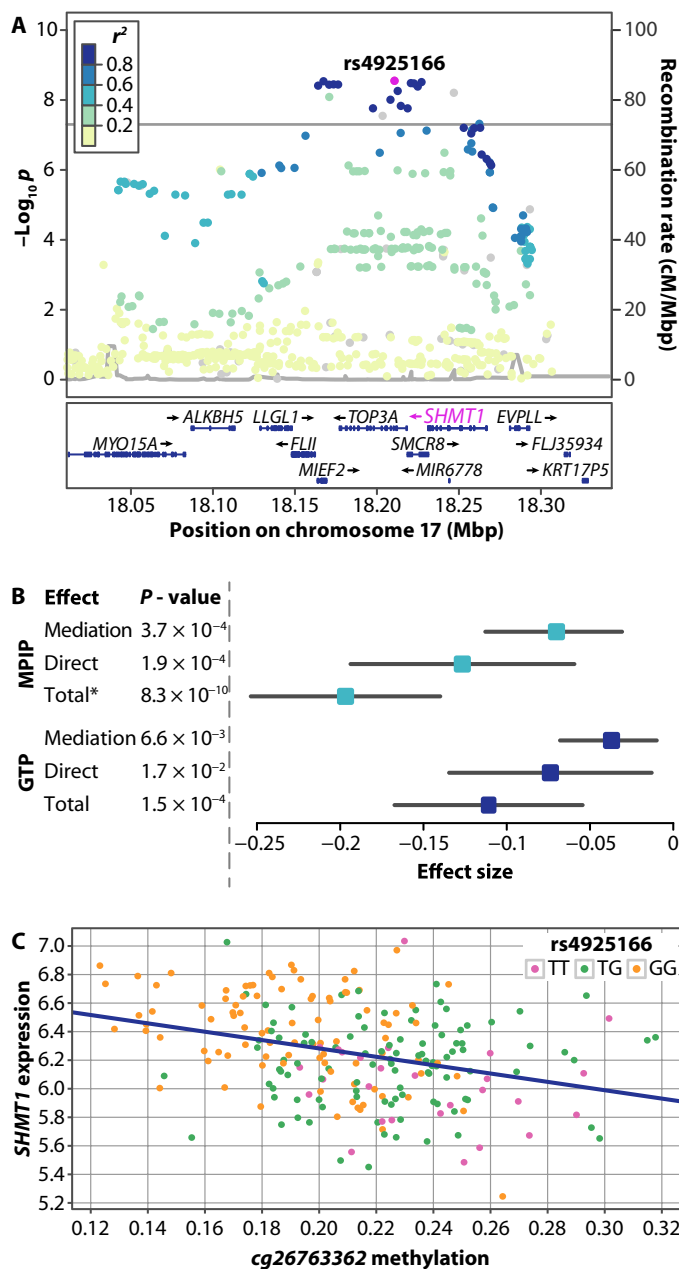 A
r²
0.8
0.6
0.4
0.2
rs4925166
10
8
6
4
2
0
−Log₁₀ p
100
80
60
40
20
0
Recombination rate (cM/Mbp)
ALKBH5 LLGL1 TOP3A SHMT1 EVPLL
MYO15A FLII SMCR8 FLJ35934
MIEF2 MIR6778 KRT17P5
18.05 18.10 18.15 18.20 18.25 18.30
Position on chromosome 17 (Mbp)
B Effect P - value
MPIP
Mediation 3.7 × 10⁻⁴
Direct 1.9 × 10⁻⁴
Total* 8.3 × 10⁻¹⁰
GTP
Mediation 6.6 × 10⁻³
Direct 1.7 × 10⁻²
Total 1.5 × 10⁻⁴
−0.25 −0.2 −0.15 −0.1 −0.05 0
Effect size
C
rs4925166
TT TG GG
7.0
6.8
6.6
6.4
6.2
6.0
5.8
5.6
5.4
5.2
SHMT1 expression
0.12 0.14 0.16 0.18 0.20 0.22 0.24 0.26 0.28 0.30 0.32
cg26763362 methylation